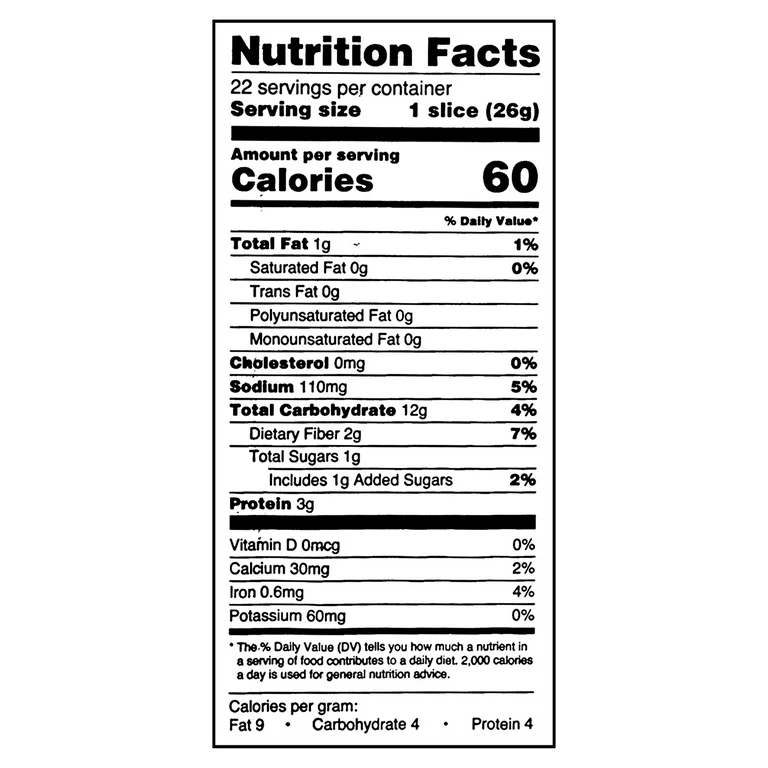 Nutrition Facts
22 servings per container
Serving size 1 slice (26g)
Amount per serving
Calories 60
% Daily Value*
Total Fat 1g 1%
Saturated Fat 0g 0%
Trans Fat 0g
Polyunsaturated Fat 0g
Monounsaturated Fat 0g
Cholesterol 0mg 0%
Sodium 110mg 5%
Total Carbohydrate 12g 4%
Dietary Fiber 2g 7%
Total Sugars 1g
Includes 1g Added Sugars 2%
Protein 3g
Vitamin D 0mcg 0%
Calcium 30mg 2%
Iron 0.6mg 4%
Potassium 60mg 0%
* The % Daily Value (DV) tells you how much a nutrient in
a serving of food contributes to a daily diet. 2,000 calories
a day is used for general nutrition advice.
Calories per gram:
Fat 9 • Carbohydrate 4 • Protein 4